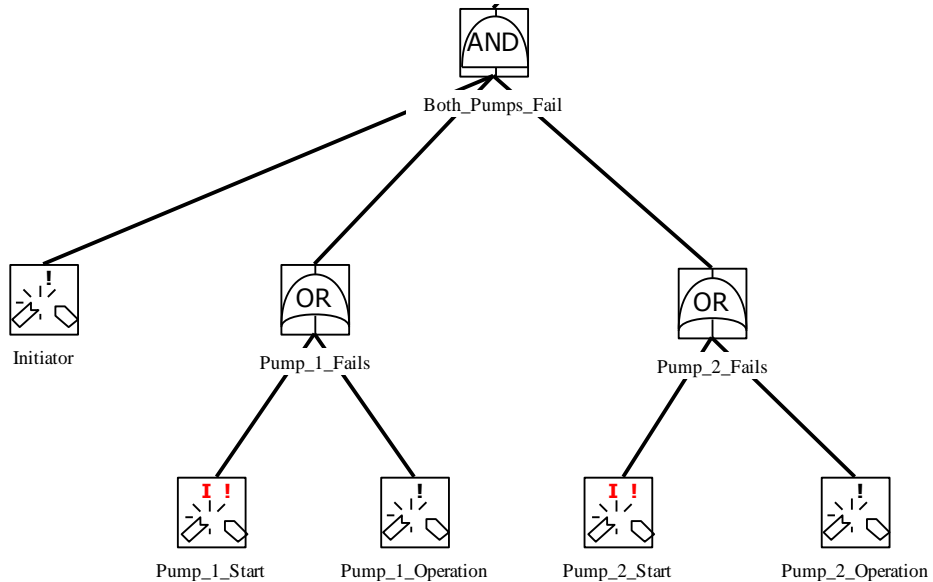 AND
Both_Pumps_Fail
!
Initiator
OR
Pump_1_Fails
OR
Pump_2_Fails
I !
Pump_1_Start
!
Pump_1_Operation
I !
Pump_2_Start
!
Pump_2_Operation